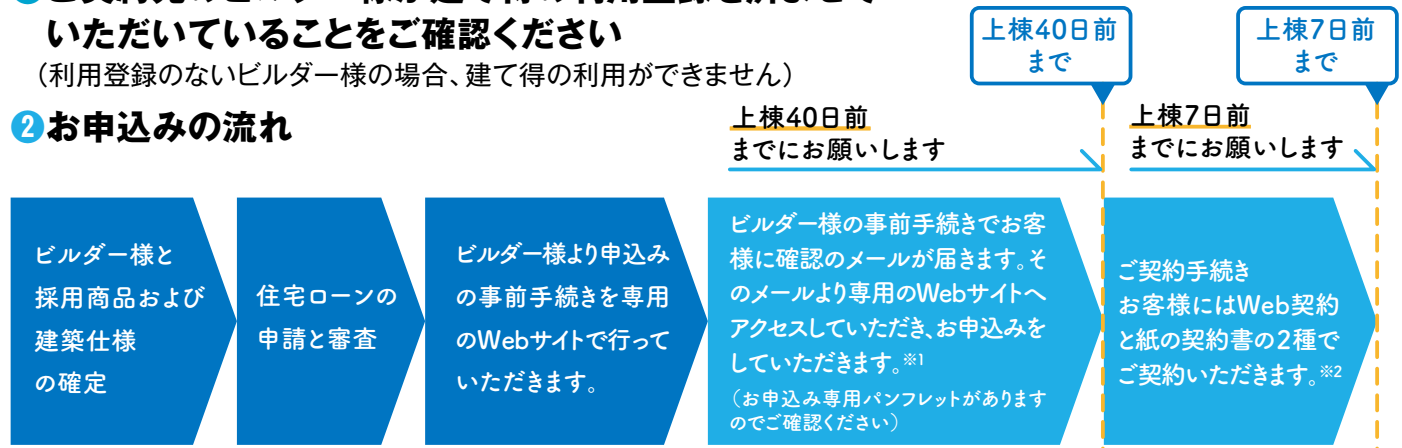 いただいていることをご確認ください
（利用登録のないビルダー様の場合、建て得の利用ができません）
上棟40日前
まで
上棟7日前
まで
❷お申込みの流れ
上棟40日前
までにお願いします
上棟7日前
までにお願いします
ビルダー様と
採用商品および
建築仕様
の確定
住宅ローンの
申請と審査
ビルダー様より申込み
の事前手続きを専用
のWebサイトで行って
いただきます。
ビルダー様の事前手続きでお客
様に確認のメールが届きます。そ
のメールより専用のWebサイトへ
アクセスしていただき、お申込みを
していただきます。※1
（お申込み専用パンフレットがあります
のでご確認ください）
ご契約手続き
お客様にはWeb契約
と紙の契約書の2種で
ご契約いただきます。※2